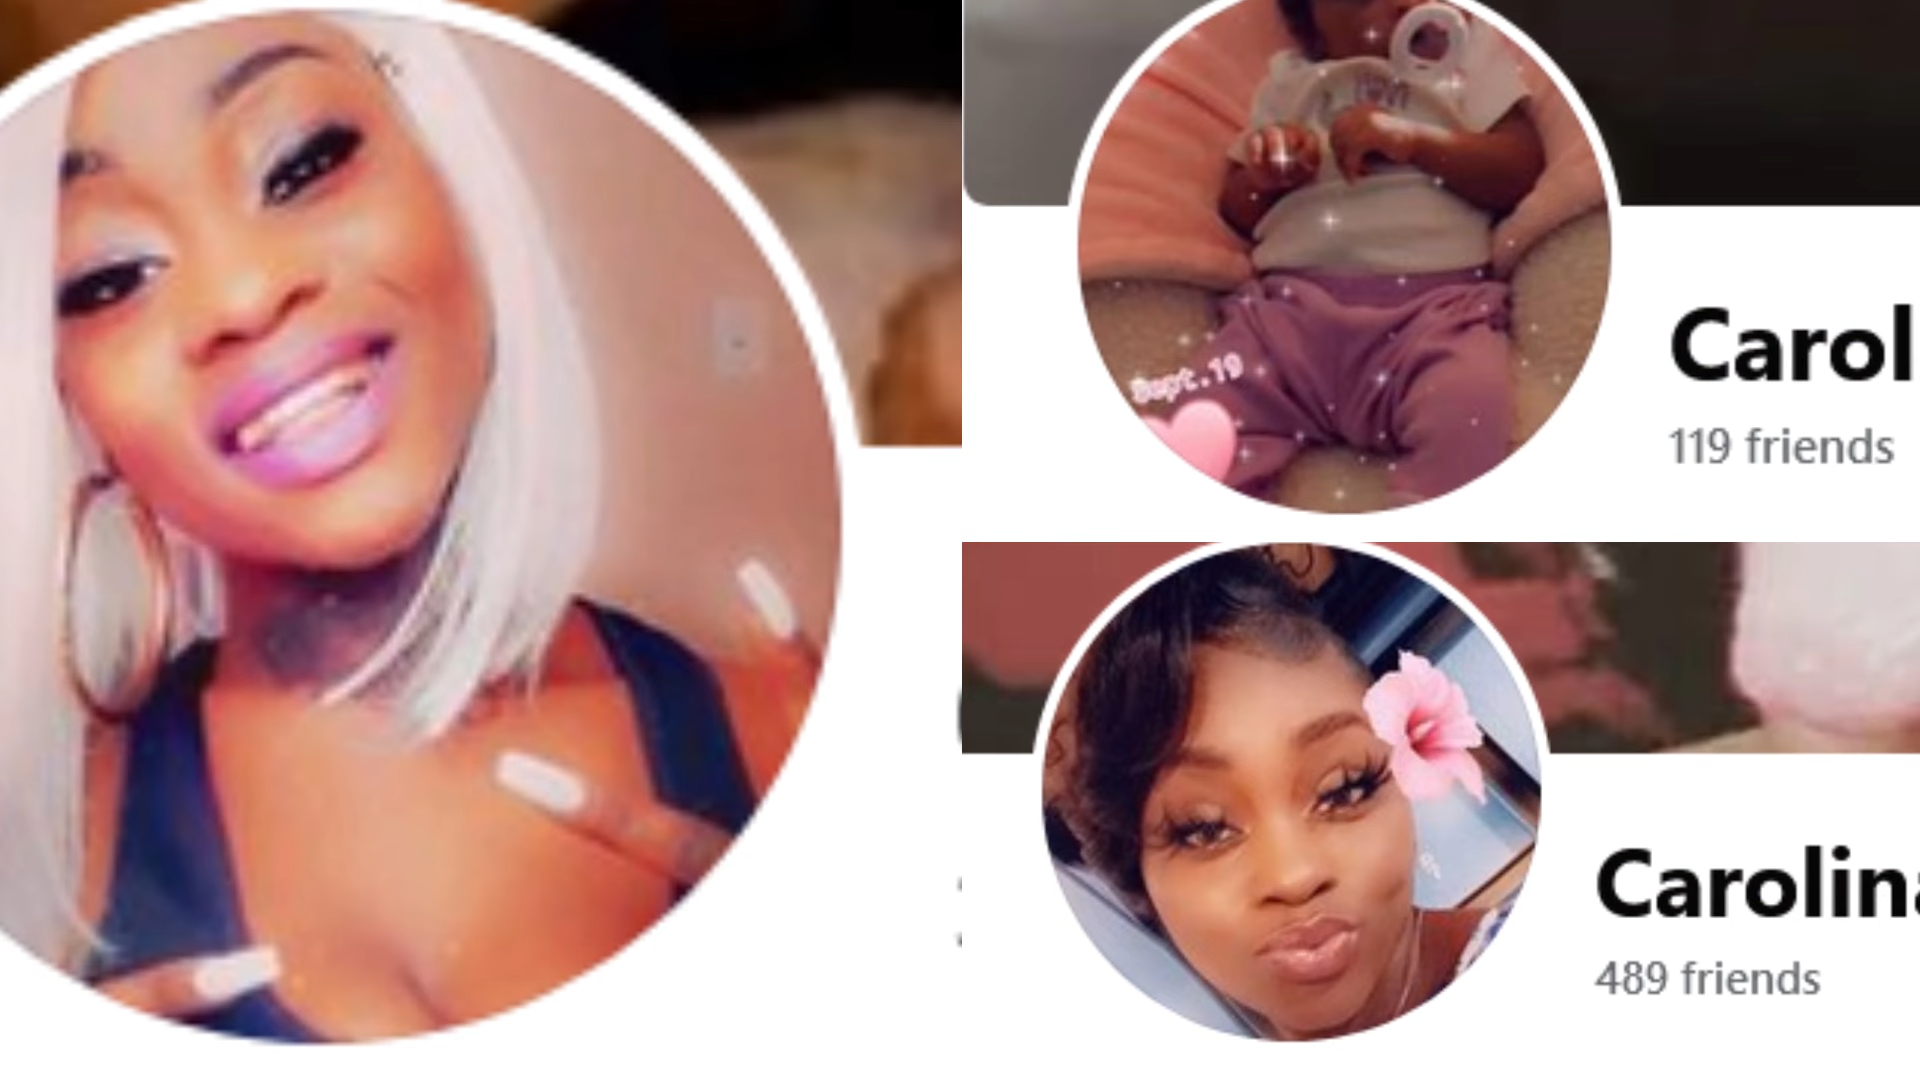 Sept.19
Carol
119 friends
Carolina
489 friends